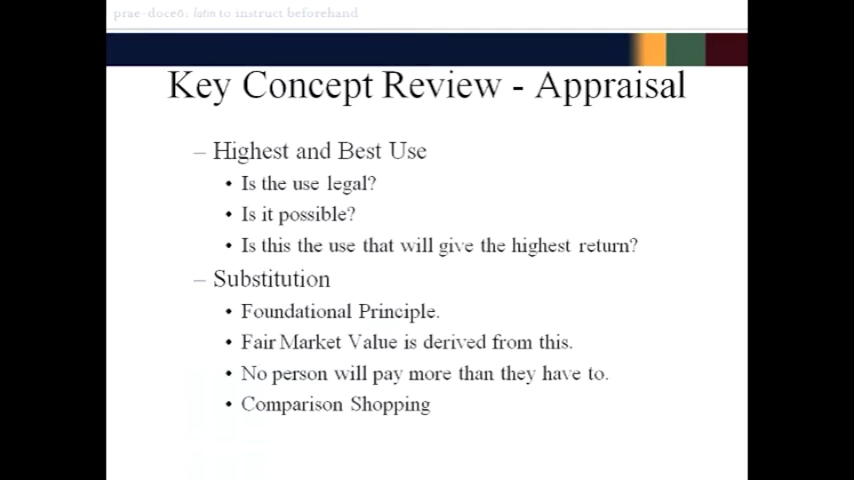 prae-doceō: latin to instruct beforehand
Key Concept Review - Appraisal
– Highest and Best Use
• Is the use legal?
• Is it possible?
• Is this the use that will give the highest return?
– Substitution
• Foundational Principle.
• Fair Market Value is derived from this.
• No person will pay more than they have to.
• Comparison Shopping